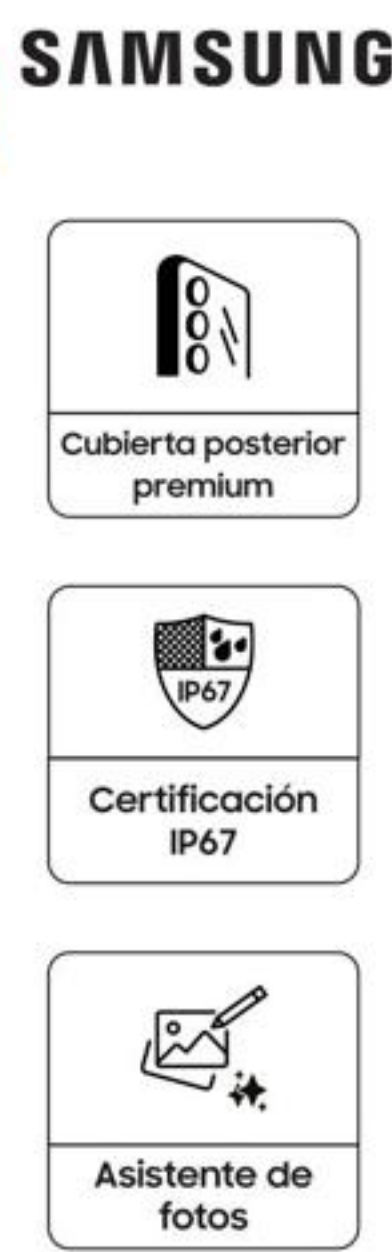 SAMSUNG
Cubierta posterior
premium
IP67
Certificación
IP67
Asistente de
fotos